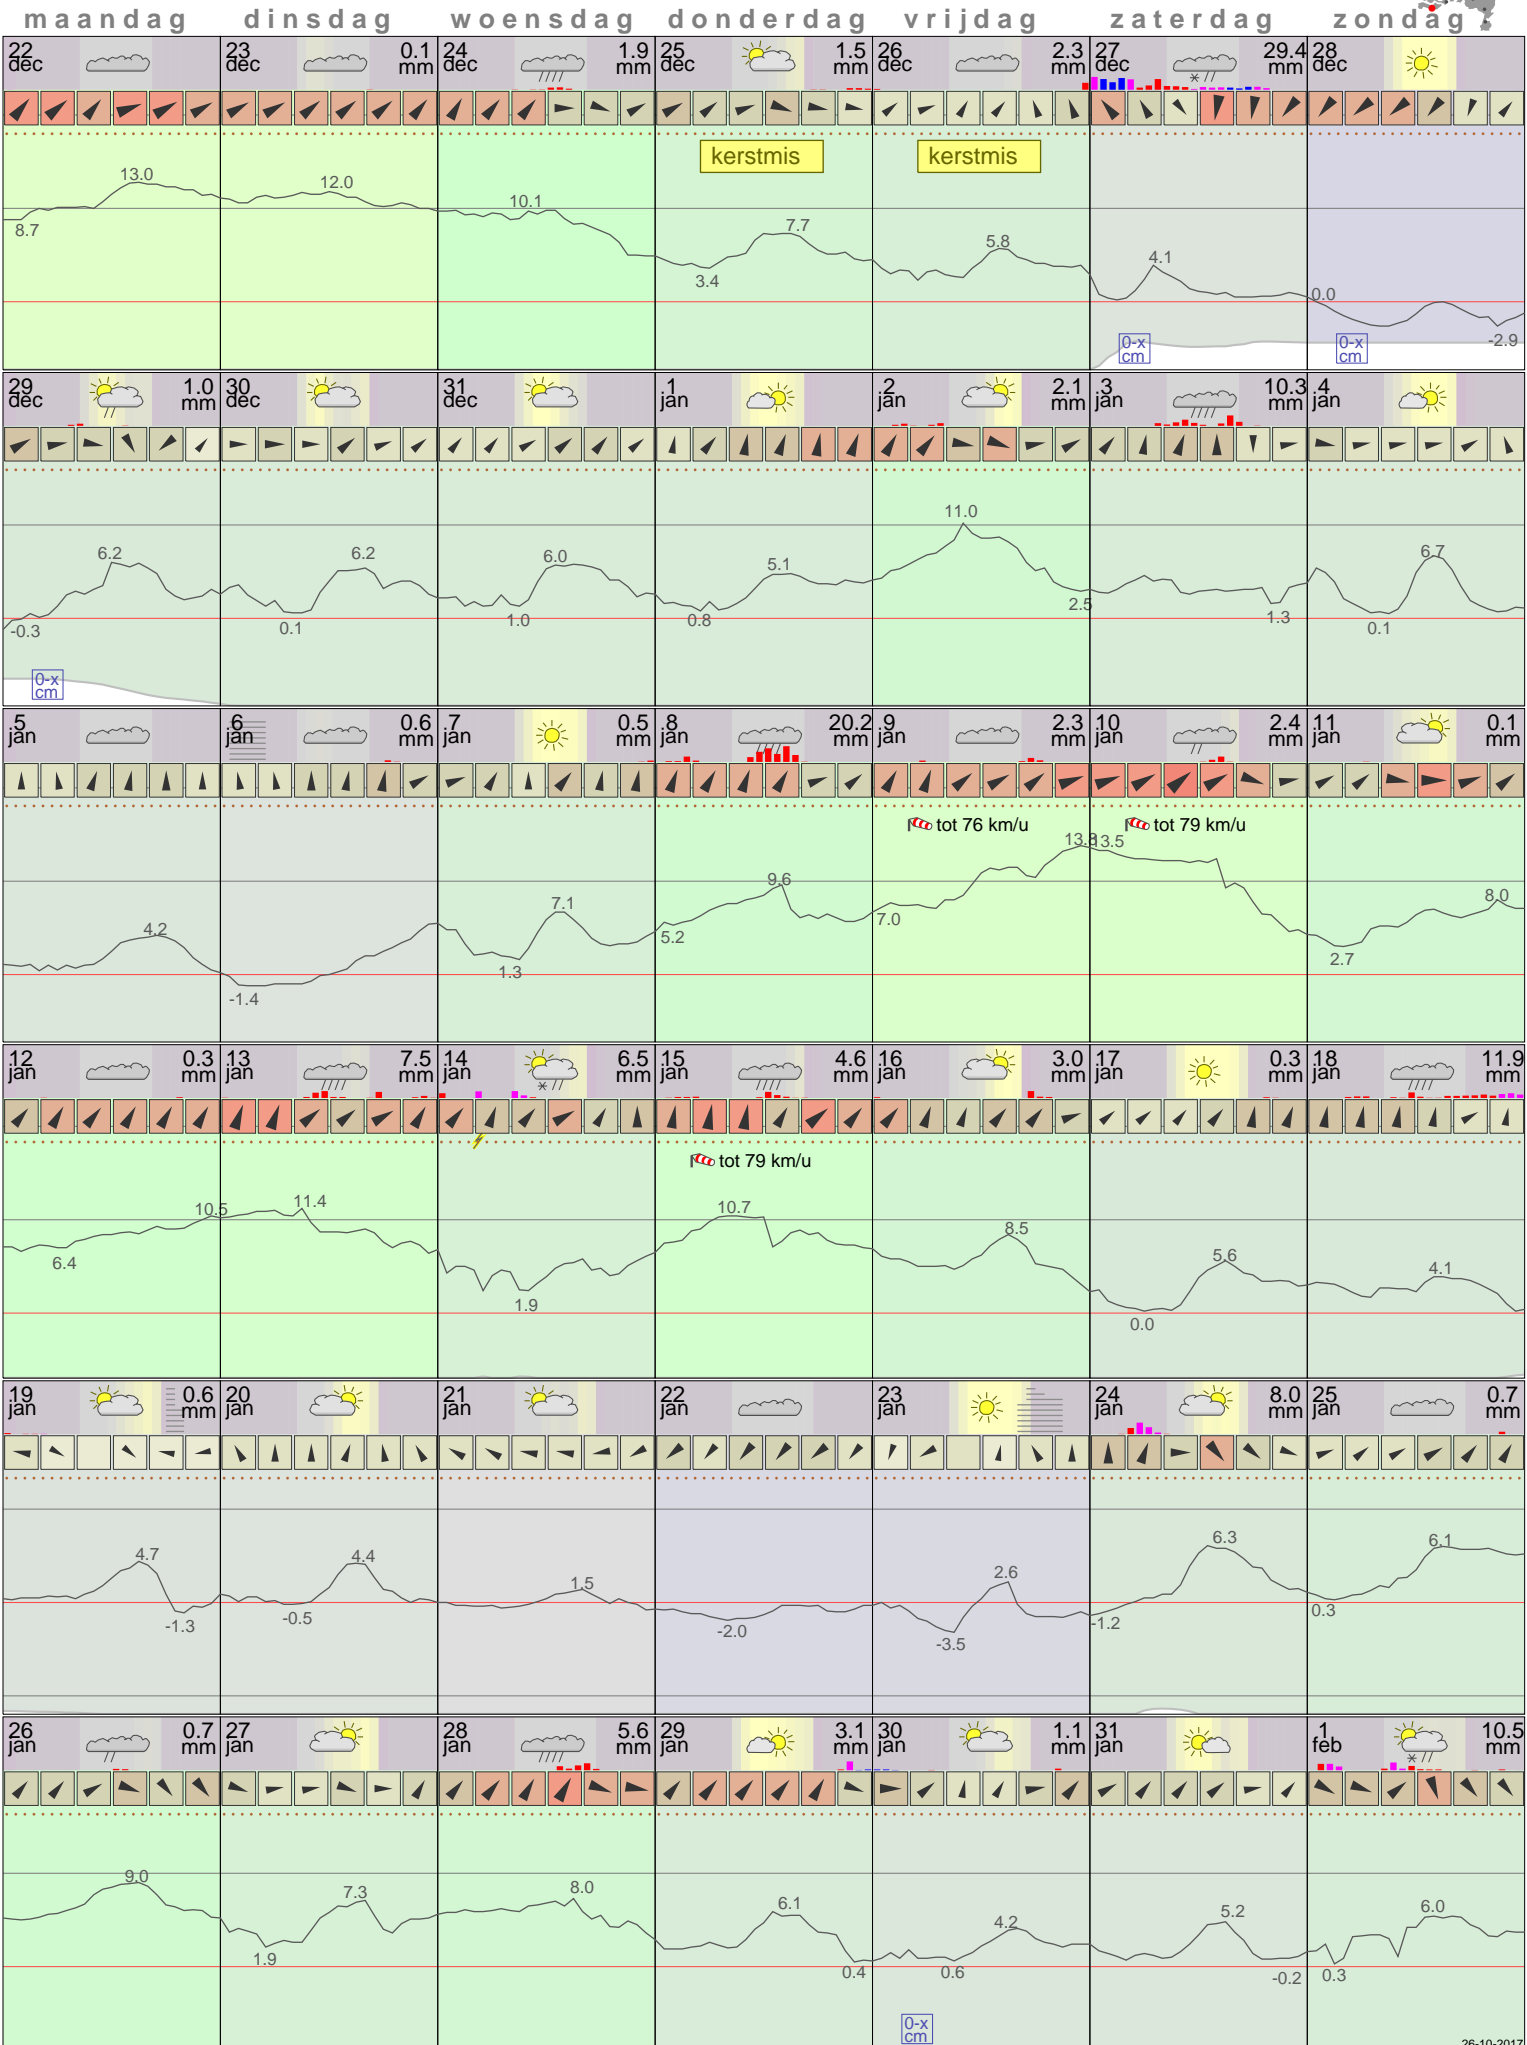 maandag dinsdag woensdag donderdag vrijdag zaterdag zondag
22 dec
23 dec 0.1 mm
24 dec 1.9 mm
25 dec 1.5 mm
26 dec 2.3 mm
27 dec 29.4 mm
28 dec
kerstmis
kerstmis
13.0
8.7
12.0
10.1
7.7
3.4
5.8
4.1
0.0
-2.9
0-x cm
0-x cm
29 dec 1.0 mm
30 dec
31 dec
1 jan
2 jan 2.1 mm
3 jan 10.3 mm
4 jan
6.2
-0.3
6.2
0.1
6.0
1.0
5.1
0.8
11.0
2.5
1.3
6.7
0.1
0-x cm
5 jan
6 jan 0.6 mm
7 jan 0.5 mm
8 jan 20.2 mm
9 jan 2.3 mm
10 jan 2.4 mm
11 jan 0.1 mm
tot 76 km/u
tot 79 km/u
4.2
-1.4
7.1
1.3
9.6
5.2
13.8
7.0
13.5
8.0
2.7
12 jan 0.3 mm
13 jan 7.5 mm
14 jan 6.5 mm
15 jan 4.6 mm
16 jan 3.0 mm
17 jan 0.3 mm
18 jan 11.9 mm
tot 79 km/u
10.5
6.4
11.4
1.9
10.7
8.5
5.6
0.0
4.1
19 jan 0.6 mm
20 jan
21 jan
22 jan
23 jan
24 jan 8.0 mm
25 jan 0.7 mm
4.7
-1.3
4.4
-0.5
1.5
-2.0
2.6
-3.5
6.3
-1.2
6.1
0.3
26 jan 0.7 mm
27 jan
28 jan 5.6 mm
29 jan 3.1 mm
30 jan 1.1 mm
31 jan
1 feb 10.5 mm
9.0
7.3
1.9
8.0
6.1
0.4
4.2
0.6
5.2
-0.2
6.0
0.3
0-x cm
26-10-2017